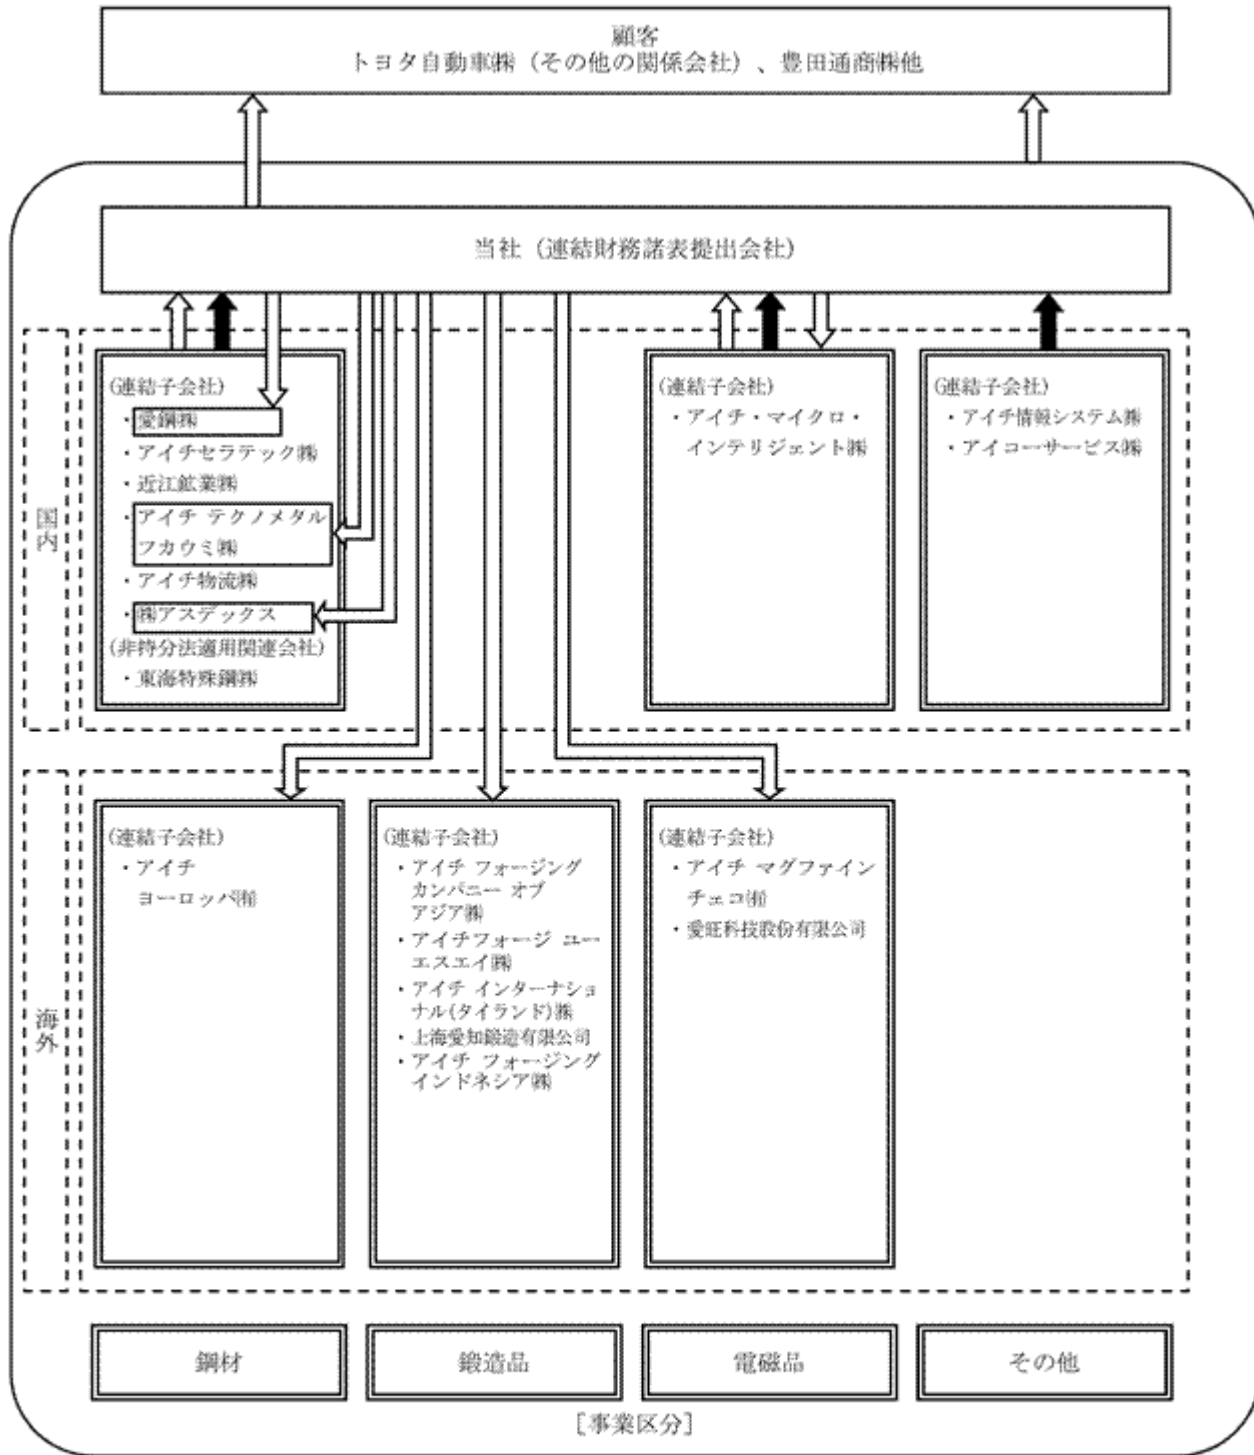 顧客
トヨタ自動車㈱（その他の関係会社）、豊田通商㈱他
当社（連結財務諸表提出会社）
国内
(連結子会社)
・愛鋼㈱
・アイチセラテック㈱
・近江鉱業㈱
・アイチ テクノメタル
フカウミ㈱
・アイチ物流㈱
・㈱アスデックス
(非持分法適用関連会社)
・東海特殊鋼㈱
(連結子会社)
・アイチ・マイクロ・
インテリジェント㈱
(連結子会社)
・アイチ情報システム㈱
・アイコーサービス㈱
海外
(連結子会社)
・アイチ
ヨーロッパ㈲
(連結子会社)
・アイチ フォージング
カンパニー オブ
アジア㈱
・アイチフォージ ユー
エスエイ㈱
・アイチ インターナショ
ナル(タイランド)㈱
・上海愛知鍛造有限公司
・アイチ フォージング
インドネシア㈱
(連結子会社)
・アイチ マグファイン
チェコ㈲
・愛旺科技股份有限公司
鋼材
鍛造品
電磁品
その他
［事業区分］